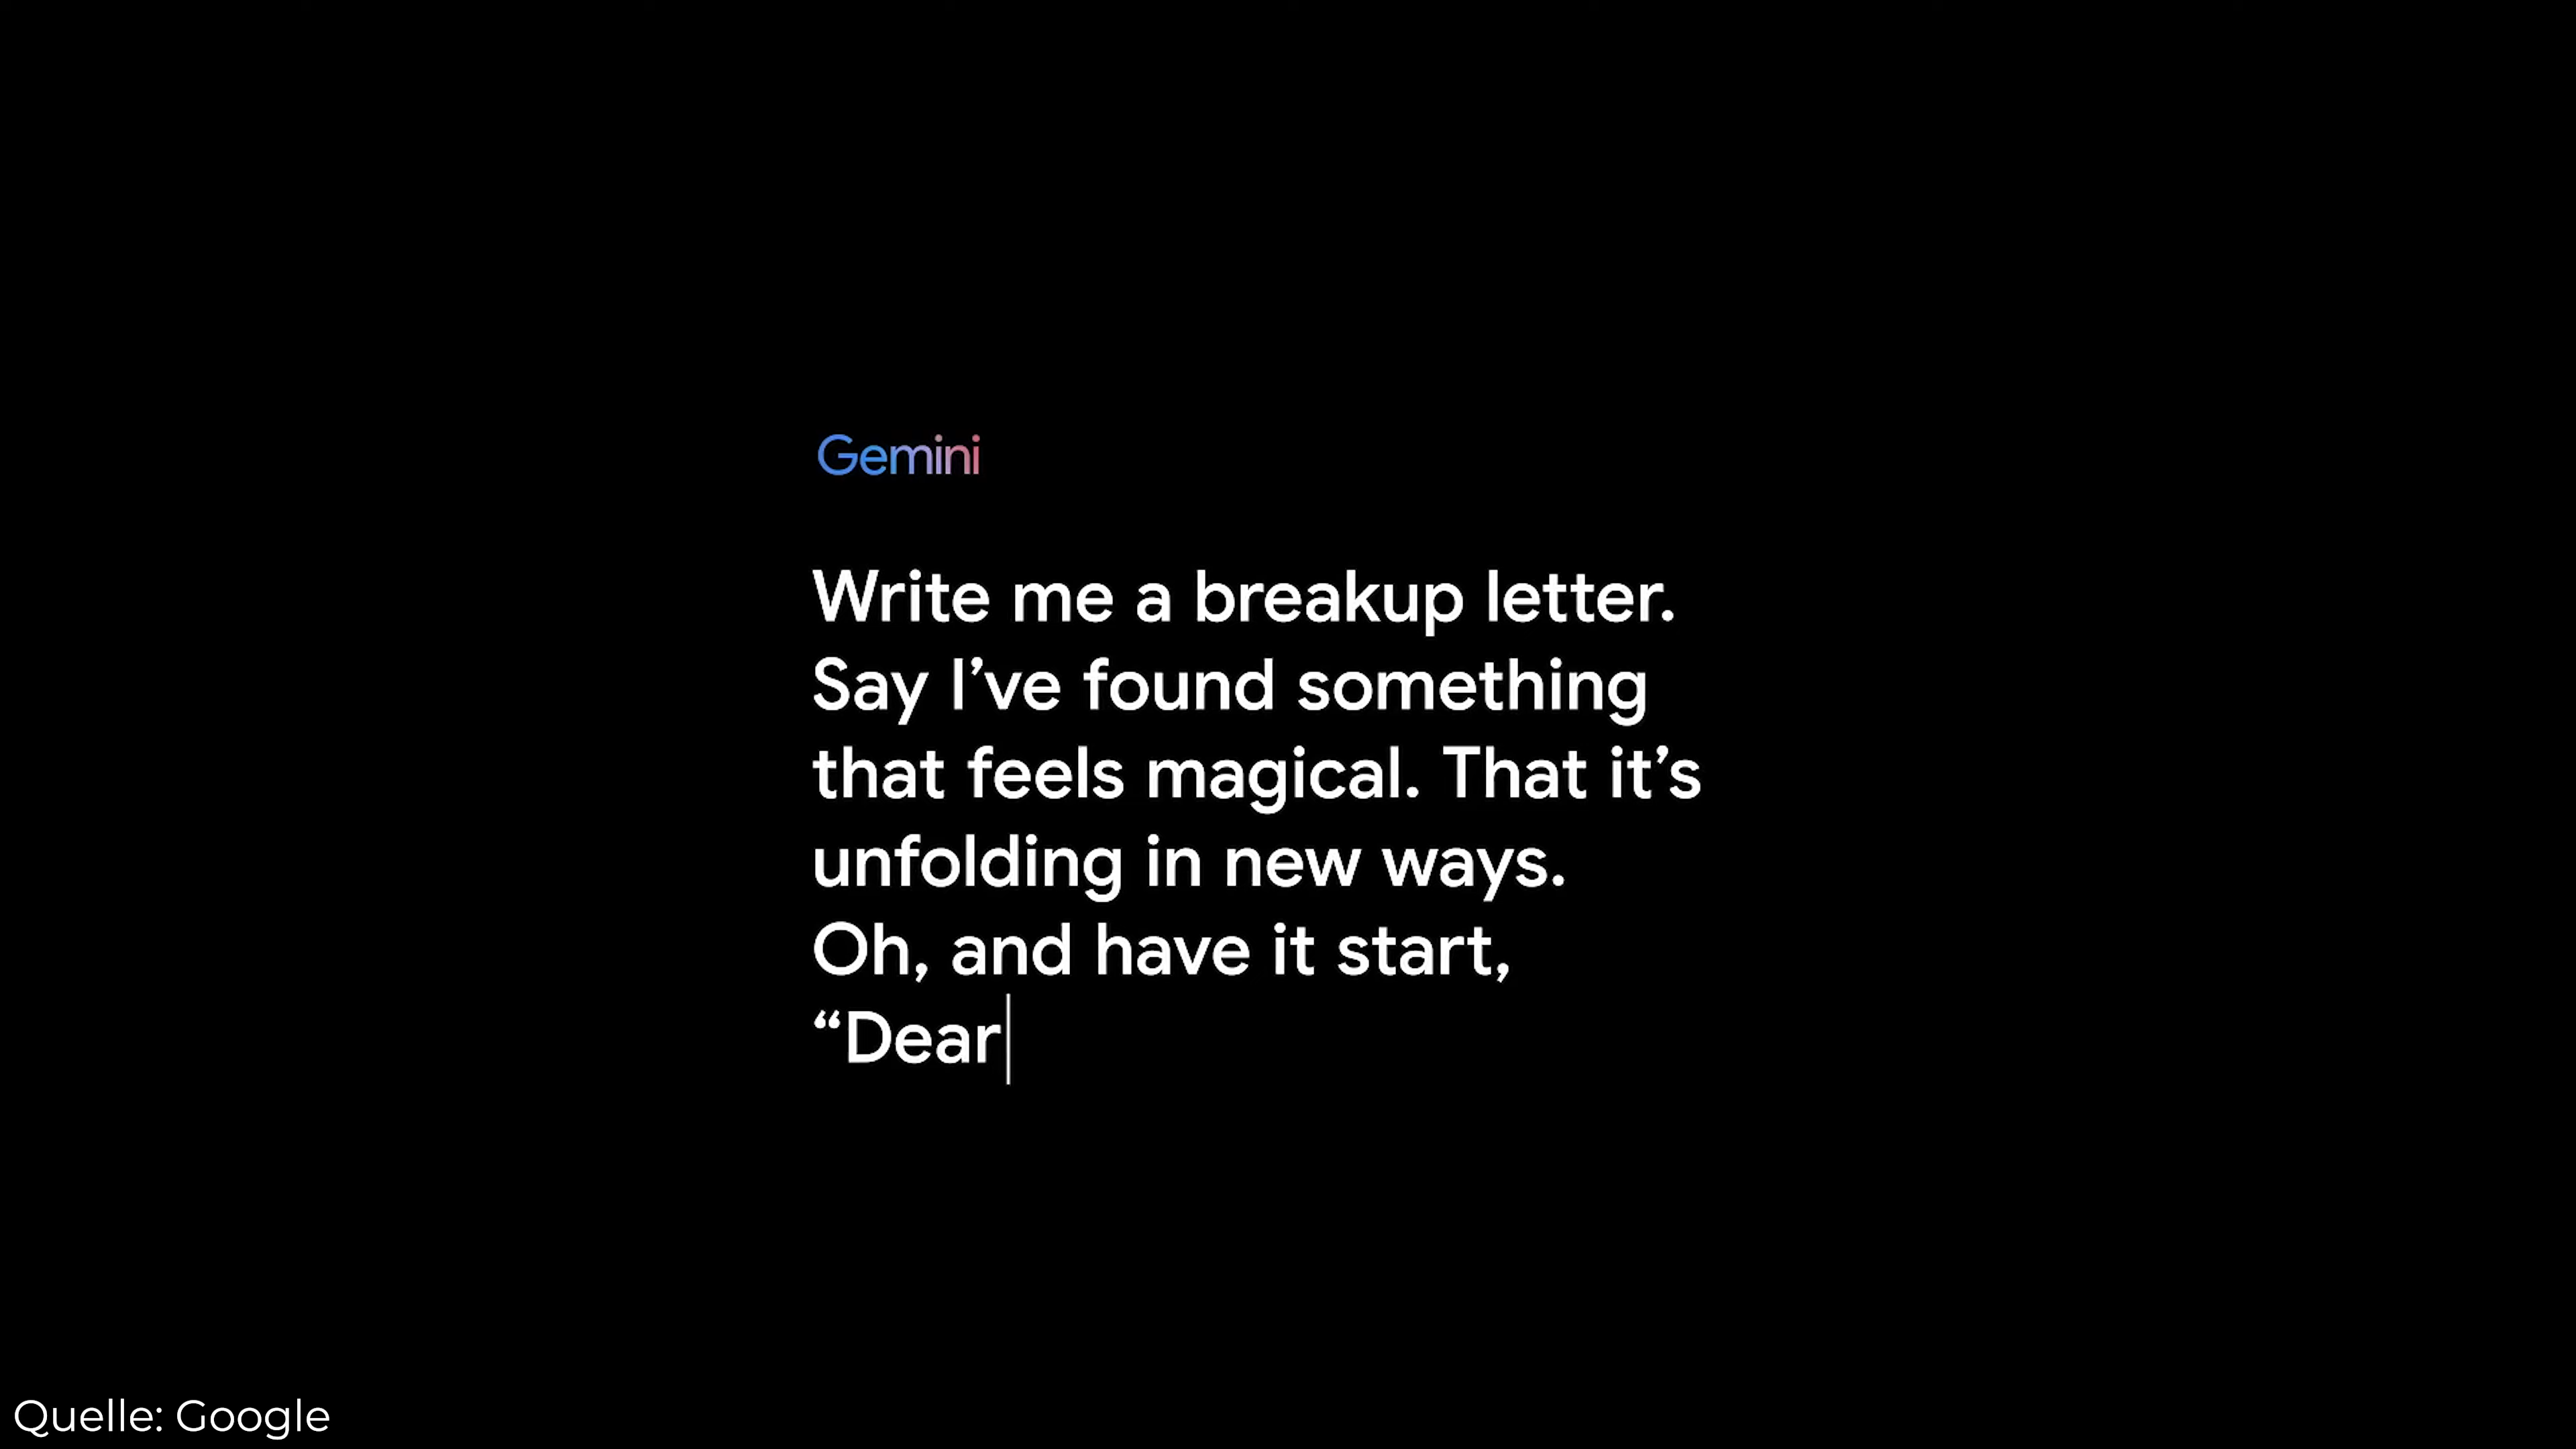 Gemini
Write me a breakup letter.
Say I’ve found something
that feels magical. That it’s
unfolding in new ways.
Oh, and have it start,
“Dear
Quelle: Google